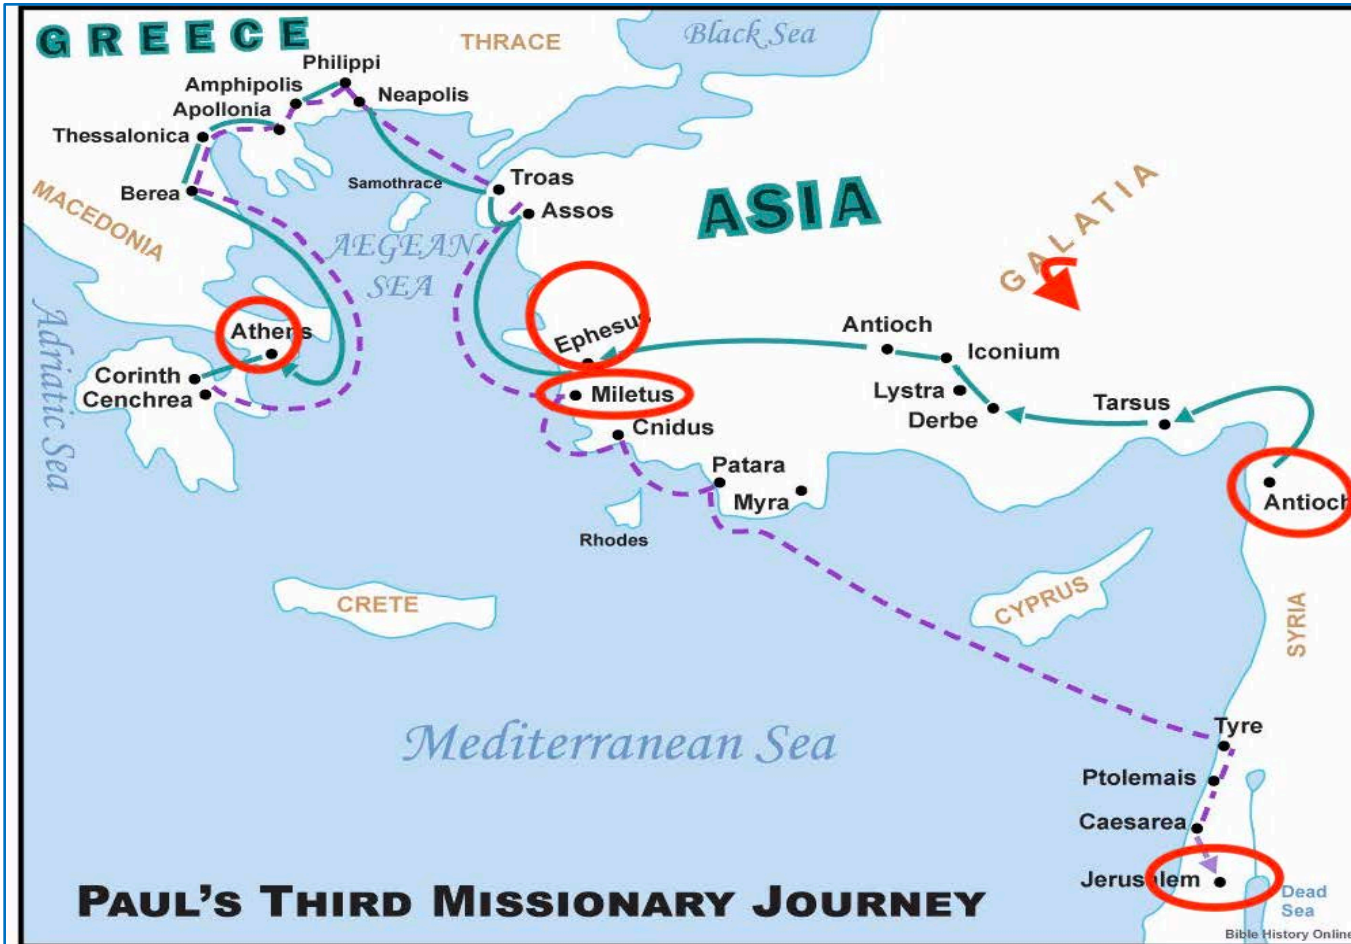 GREECE
THRACE
Black Sea
Philippi
Amphipolis
Neapolis
Apollonia
Thessalonica
Berea
MACEDONIA
Samothrace
Troas
Assos
ASIA
GALATIA
AEGEAN
SEA
Adriatic Sea
Athens
Ephesus
Antioch
Iconium
Corinth
Cenchrea
Miletus
Lystra
Derbe
Tarsus
Cnidus
Patara
Myra
Antioch
Rhodes
CRETE
CYPRUS
SYRIA
Mediterranean Sea
Tyre
Ptolemais
Caesarea
Jerusalem
Dead
Sea
PAUL'S THIRD MISSIONARY JOURNEY
Bible History Online